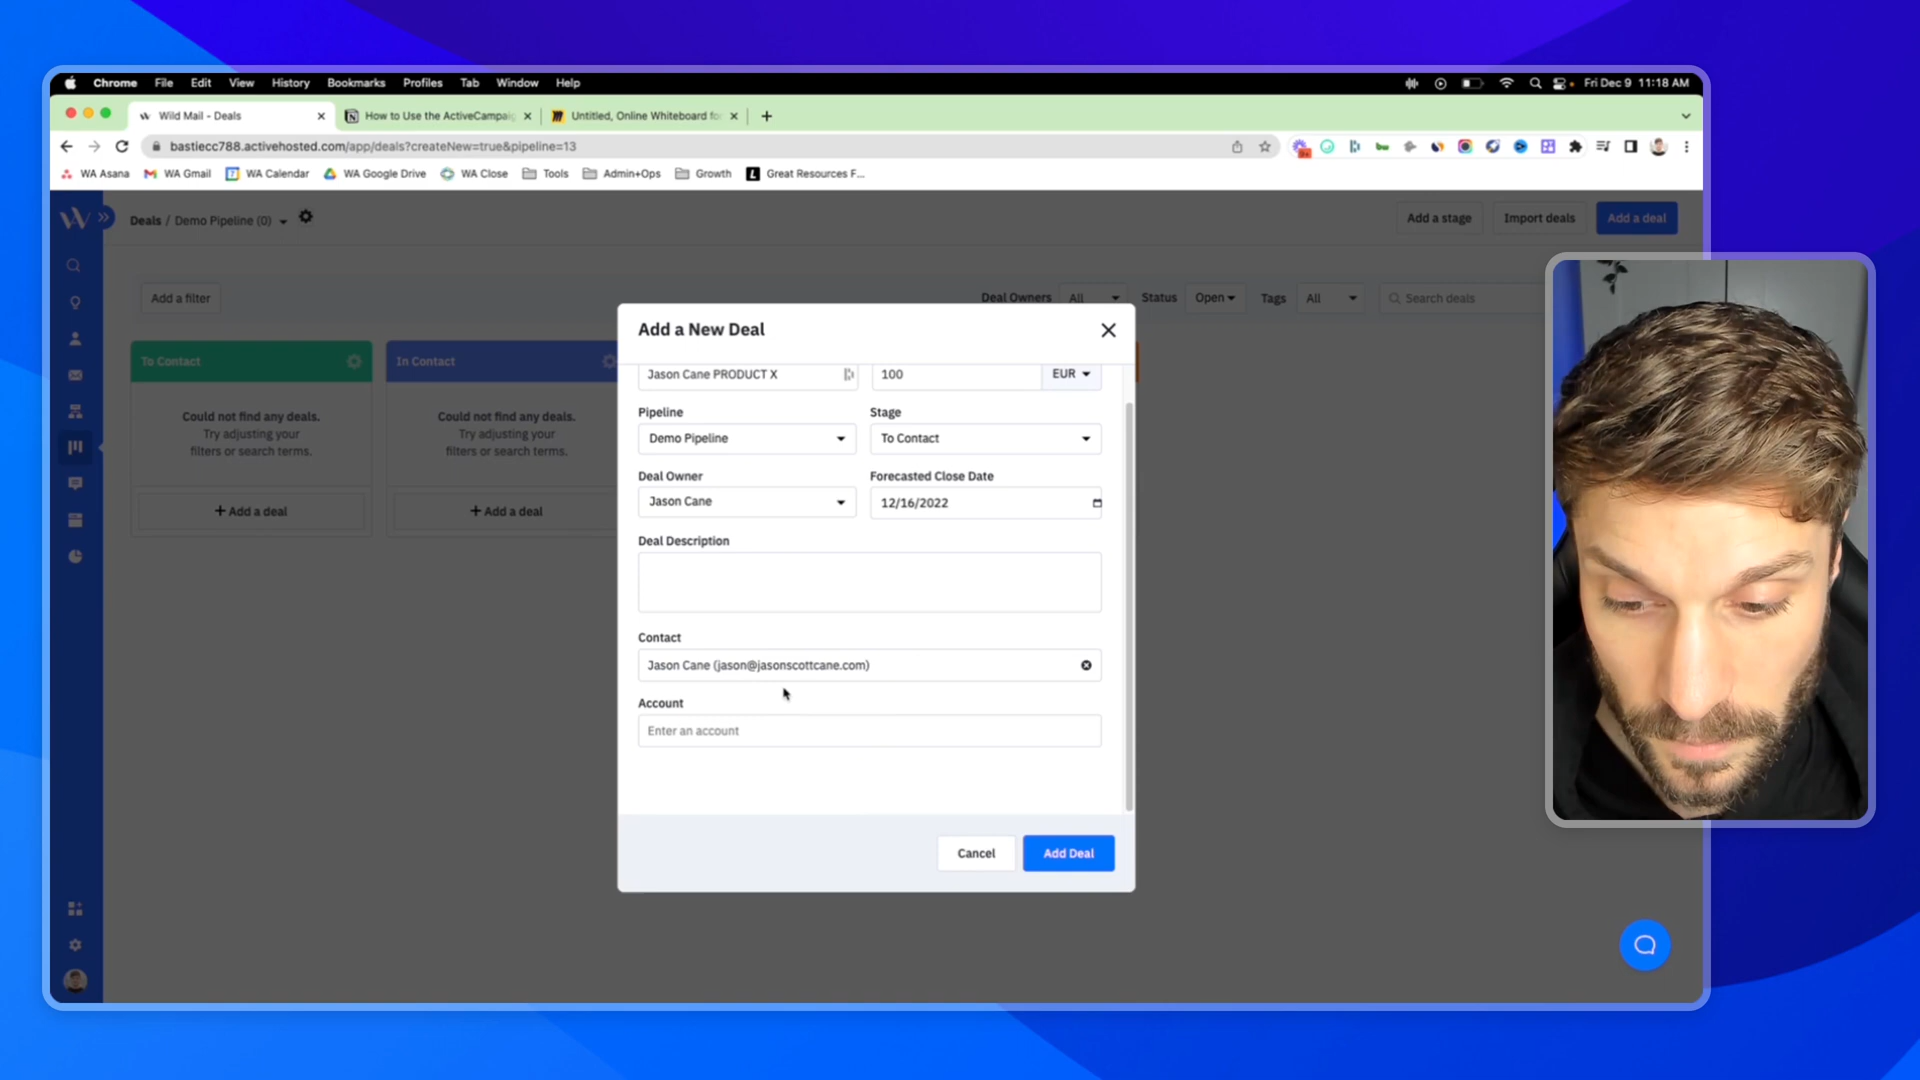 Chrome File Edit View History Bookmarks Profiles Tab Window Help Fri Dec 9 11:18 AM
Wild Mail - Deals How to Use the ActiveCampaig Untitled, Online Whiteboard for
bastiecc788.activehosted.com/app/deals?createNew=true&pipeline=13
WA Asana WA Gmail WA Calendar WA Google Drive WA Close Tools Admin+Ops Growth Great Resources F...
Deals / Demo Pipeline (0) Add a stage Import deals Add a deal
Add a filter Deal Owners All Status Open Tags All Search deals
To Contact In Contact
Could not find any deals.
Try adjusting your
filters or search terms.
+ Add a deal
Could not find any deals.
Try adjusting your
filters or search terms.
+ Add a deal
Add a New Deal
Jason Cane PRODUCT X 100 EUR
Pipeline Stage
Demo Pipeline To Contact
Deal Owner Forecasted Close Date
Jason Cane 12/16/2022
Deal Description
Contact
Jason Cane (jason@jasonscottcane.com)
Account
Enter an account
Cancel Add Deal